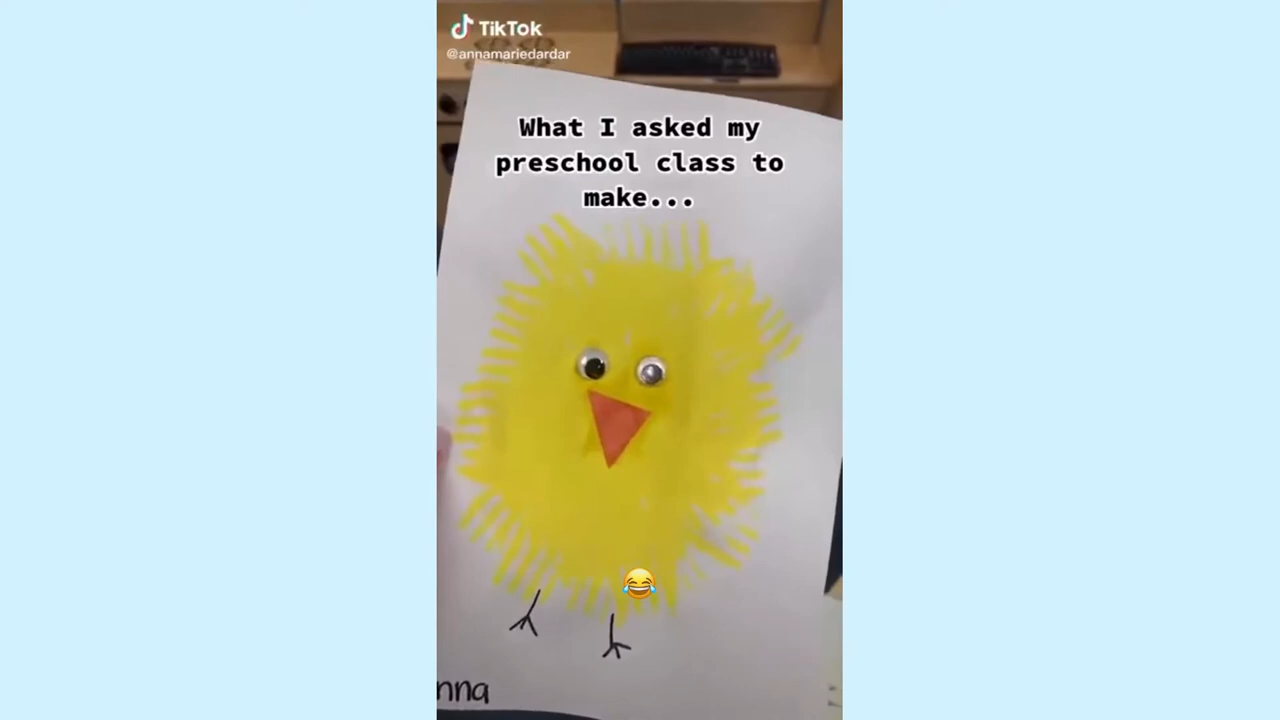 TikTok
@annamariedardar
What I asked my
preschool class to
make...
nna